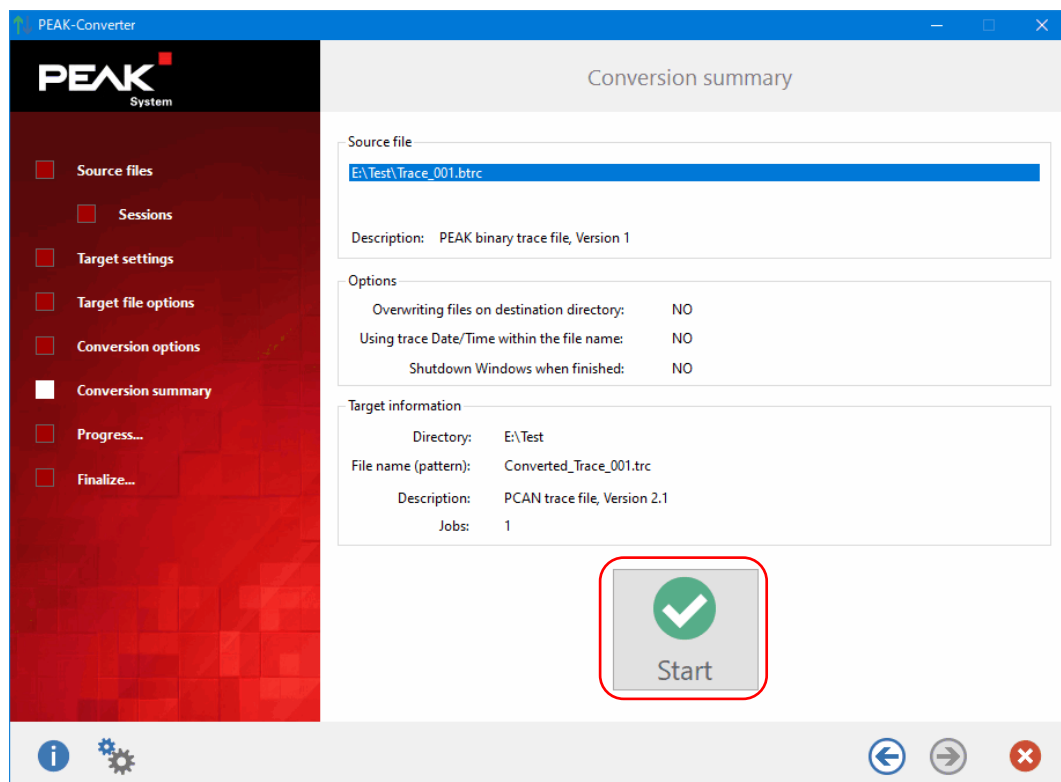 PEAK-Converter
PEAK
System
Conversion summary
Source files
Sessions
Target settings
Target file options
Conversion options
Conversion summary
Progress...
Finalize...
Source file
E:\Test\Trace_001.btrc
Description: PEAK binary trace file, Version 1
Options
Overwriting files on destination directory: NO
Using trace Date/Time within the file name: NO
Shutdown Windows when finished: NO
Target information
Directory: E:\Test
File name (pattern): Converted_Trace_001.trc
Description: PCAN trace file, Version 2.1
Jobs: 1
Start
i